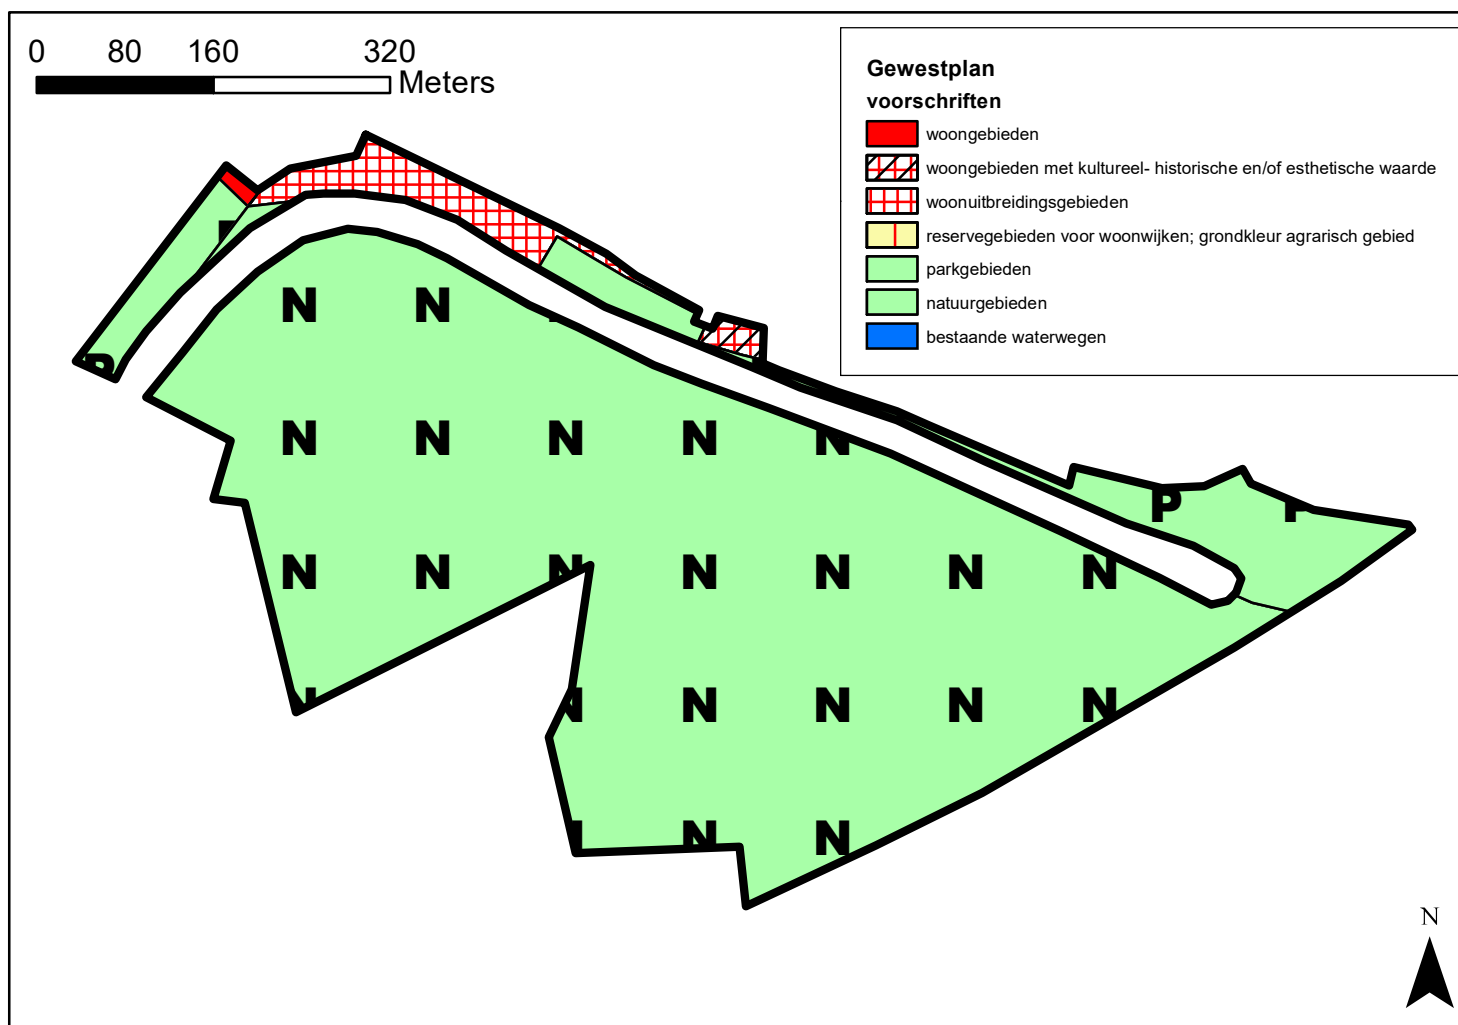 0 80 160 320
Meters
Gewestplan
voorschriften
woongebieden
woongebieden met kultureel- historische en/of esthetische waarde
woonuitbreidingsgebieden
reservegebieden voor woonwijken; grondkleur agrarisch gebied
parkgebieden
natuurgebieden
bestaande waterwegen
N N
P
N N N N N
P P
N N N N N N N
N N N N N N
N N N
N